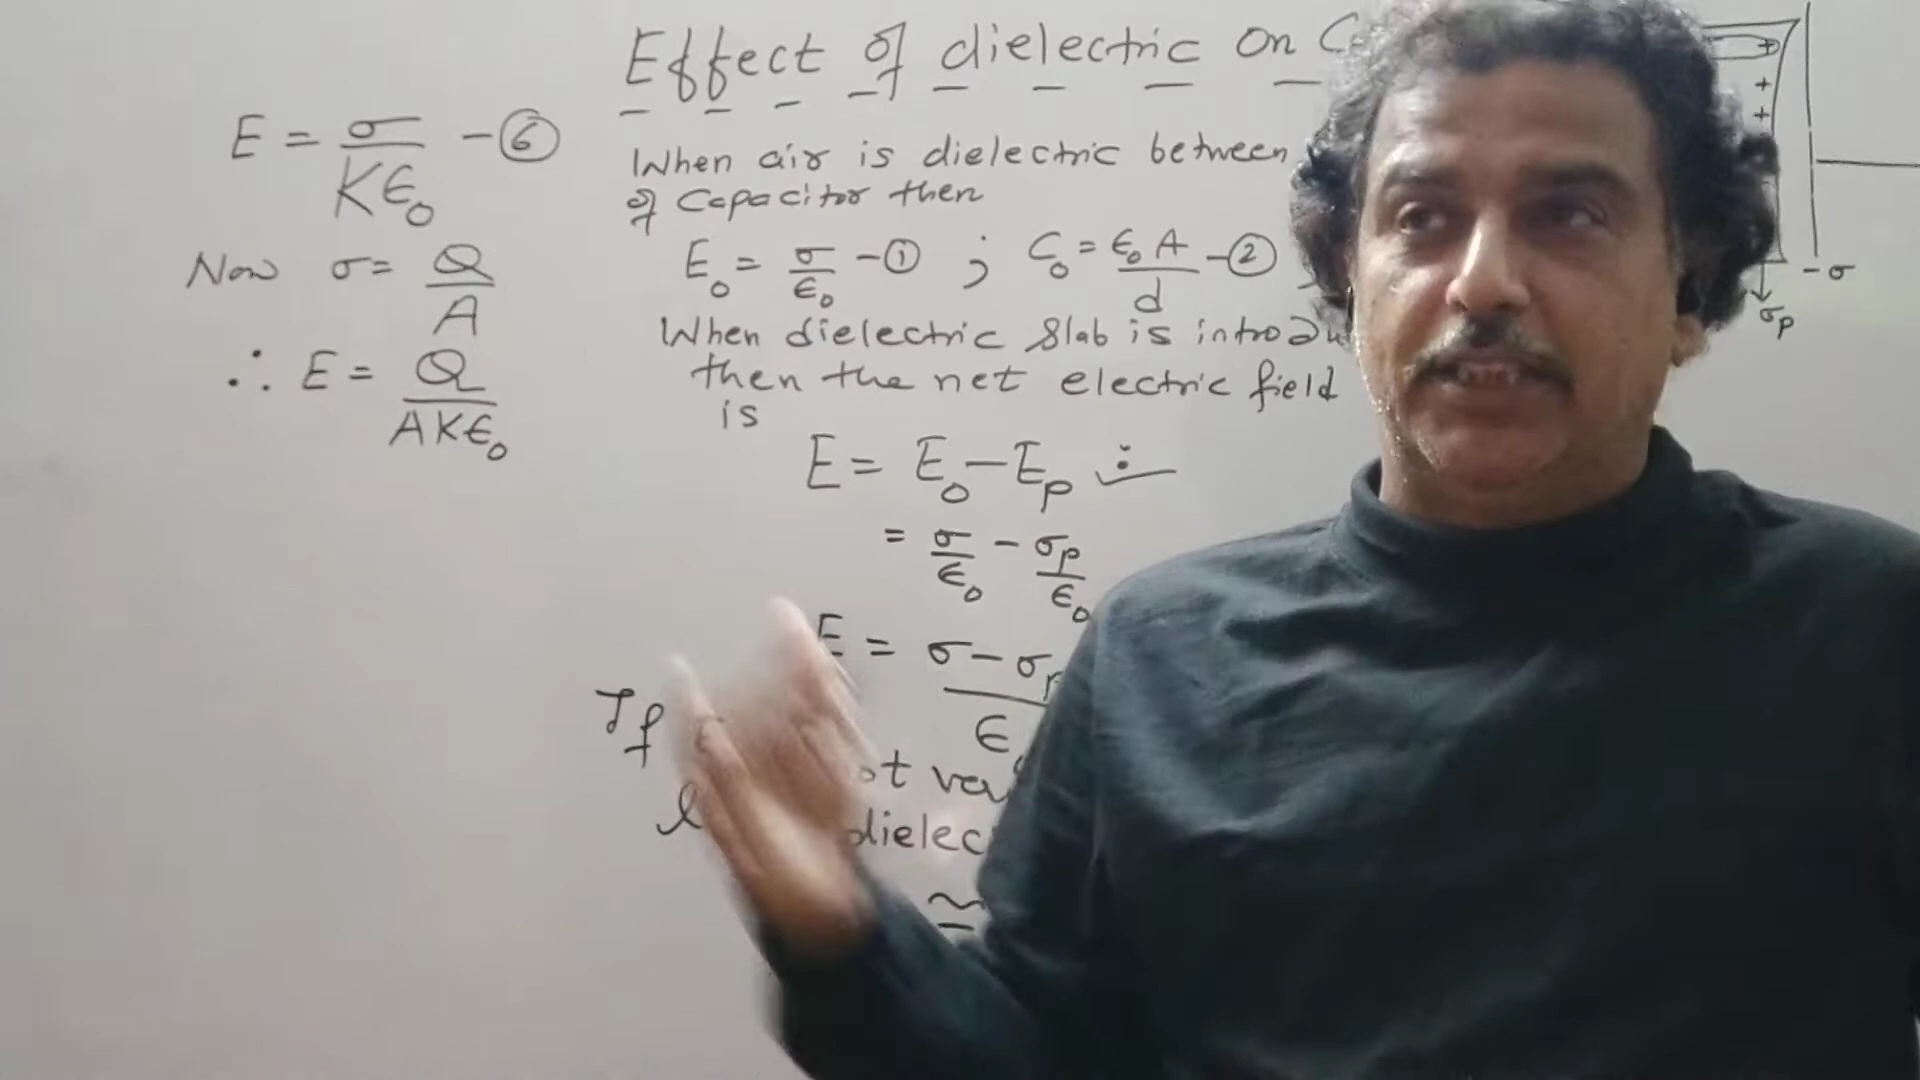 Effect of dielectric on
E = σ/Kε₀ - ⑥
Now σ = Q/A
∴ E = Q/AKε₀
When air is dielectric between
of Capacitor then
E₀ = σ/ε₀ - ① ; C₀ = ε₀A/d - ②
When dielectric slab is
then the net electric field
is
E = E₀ - Eₚ
= σ/ε₀ - σₚ/ε₀
E = σ - σₚ/ε
If
≈
+
+
+
- σ
σₚ